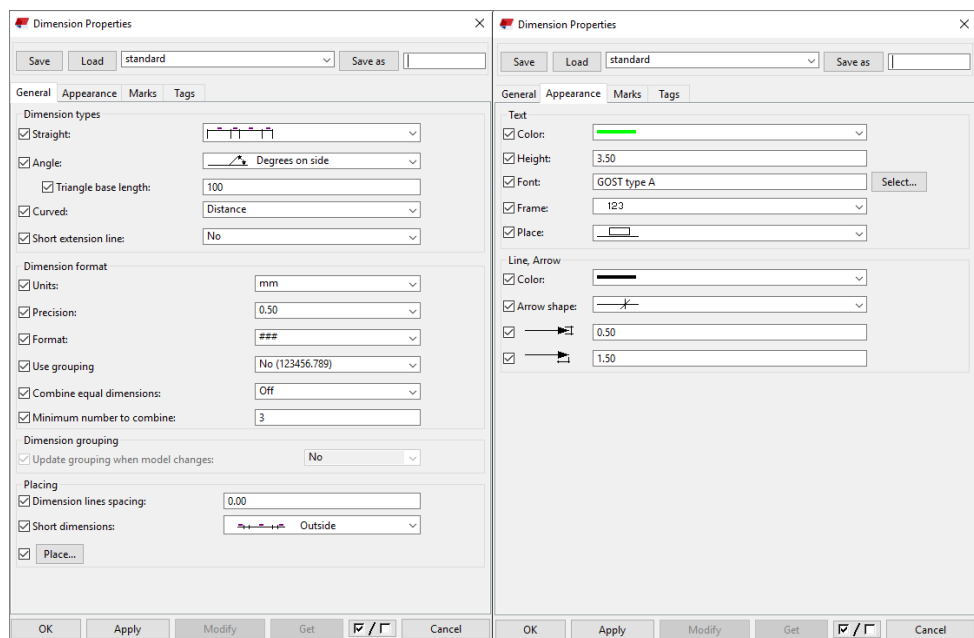 Dimension Properties
Save Load standard Save as
General Appearance Marks Tags
Dimension types
Straight:
Angle: Degrees on side
Triangle base length: 100
Curved: Distance
Short extension line: No
Dimension format
Units: mm
Precision: 0.50
Format: ###
Use grouping No (123456.789)
Combine equal dimensions: Off
Minimum number to combine: 3
Dimension grouping
Update grouping when model changes: No
Placing
Dimension lines spacing: 0.00
Short dimensions: Outside
Place...
OK Apply Modify Get / Cancel
Dimension Properties
Save Load standard Save as
General Appearance Marks Tags
Text
Color:
Height: 3.50
Font: GOST type A Select...
Frame: 123
Place:
Line, Arrow
Color:
Arrow shape:
0.50
1.50
OK Apply Modify Get / Cancel